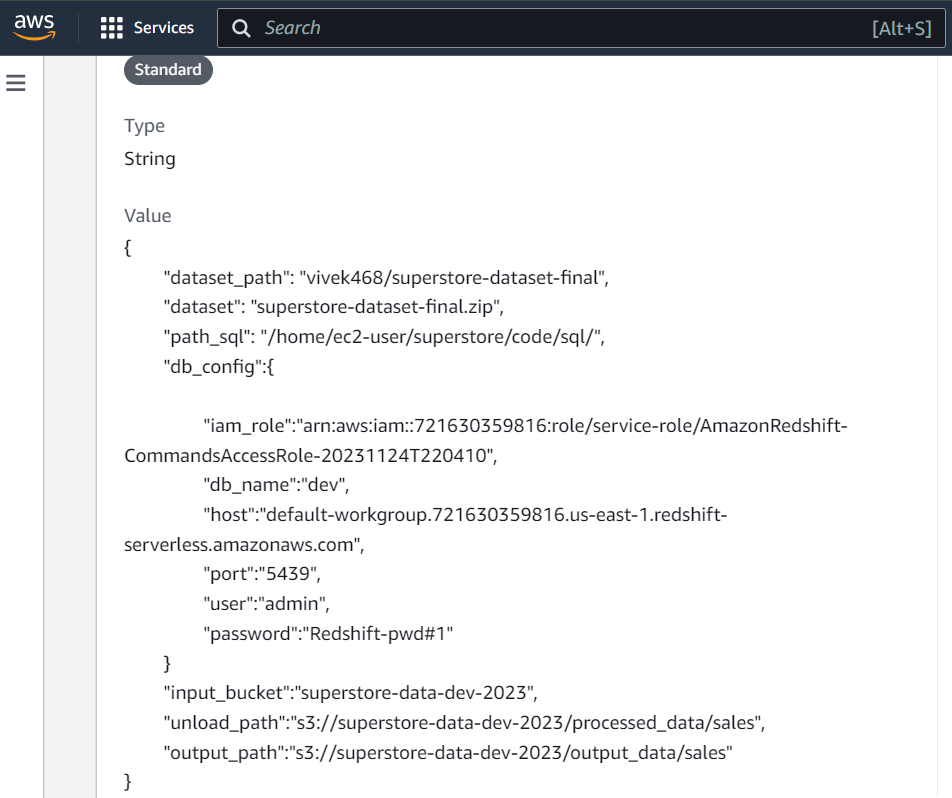 aws
Services
Search
[Alt+S]
Standard
Type
String
Value
{
"dataset_path": "vivek468/superstore-dataset-final",
"dataset": "superstore-dataset-final.zip",
"path_sql": "/home/ec2-user/superstore/code/sql/",
"db_config":{
"iam_role":"arn:aws:iam::721630359816:role/service-role/AmazonRedshift-
CommandsAccessRole-20231124T220410",
"db_name":"dev",
"host":"default-workgroup.721630359816.us-east-1.redshift-
serverless.amazonaws.com",
"port":"5439",
"user":"admin",
"password":"Redshift-pwd#1"
}
"input_bucket":"superstore-data-dev-2023",
"unload_path":"s3://superstore-data-dev-2023/processed_data/sales",
"output_path":"s3://superstore-data-dev-2023/output_data/sales"
}